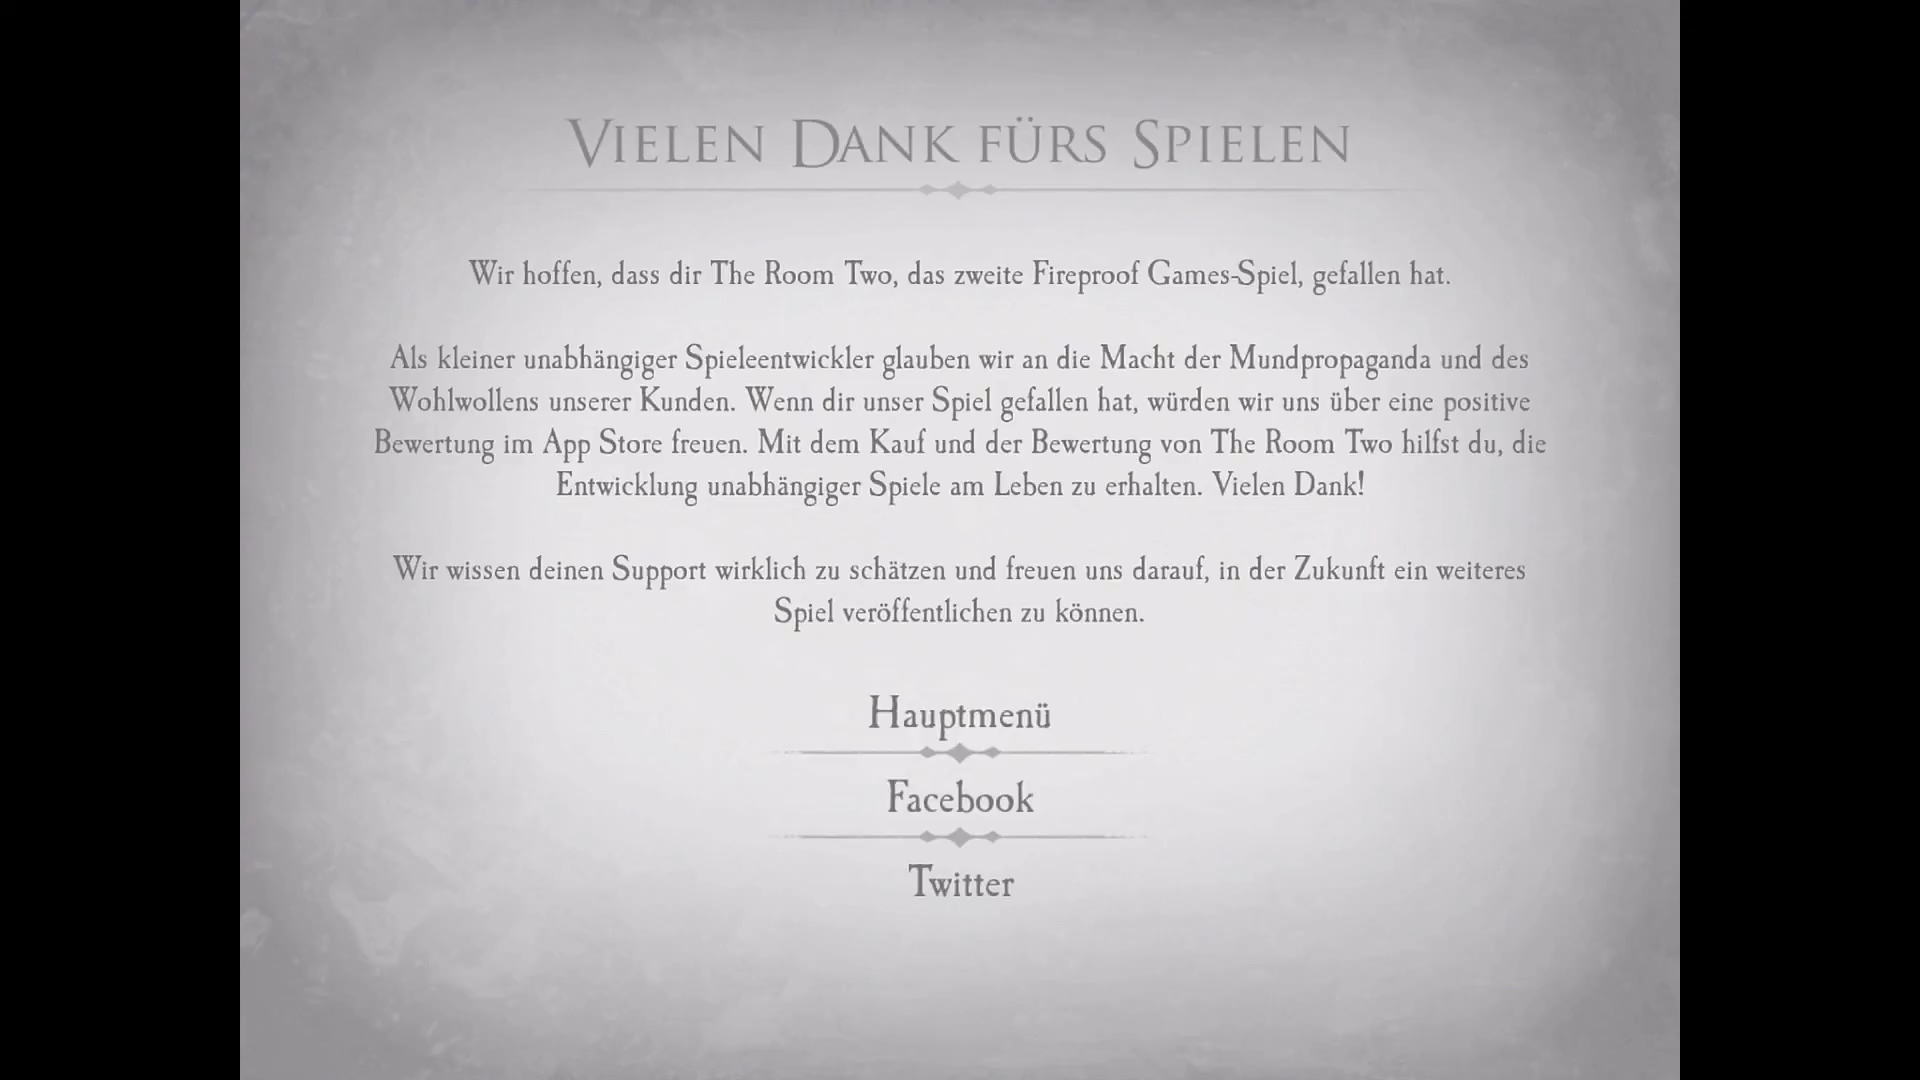 Vielen Dank fürs Spielen
Wir hoffen, dass dir The Room Two, das zweite Fireproof Games-Spiel, gefallen hat.
Als kleiner unabhängiger Spieleentwickler glauben wir an die Macht der Mundpropaganda und des
Wohlwollens unserer Kunden. Wenn dir unser Spiel gefallen hat, würden wir uns über eine positive
Bewertung im App Store freuen. Mit dem Kauf und der Bewertung von The Room Two hilfst du, die
Entwicklung unabhängiger Spiele am Leben zu erhalten. Vielen Dank!
Wir wissen deinen Support wirklich zu schätzen und freuen uns darauf, in der Zukunft ein weiteres
Spiel veröffentlichen zu können.
Hauptmenü
Facebook
Twitter